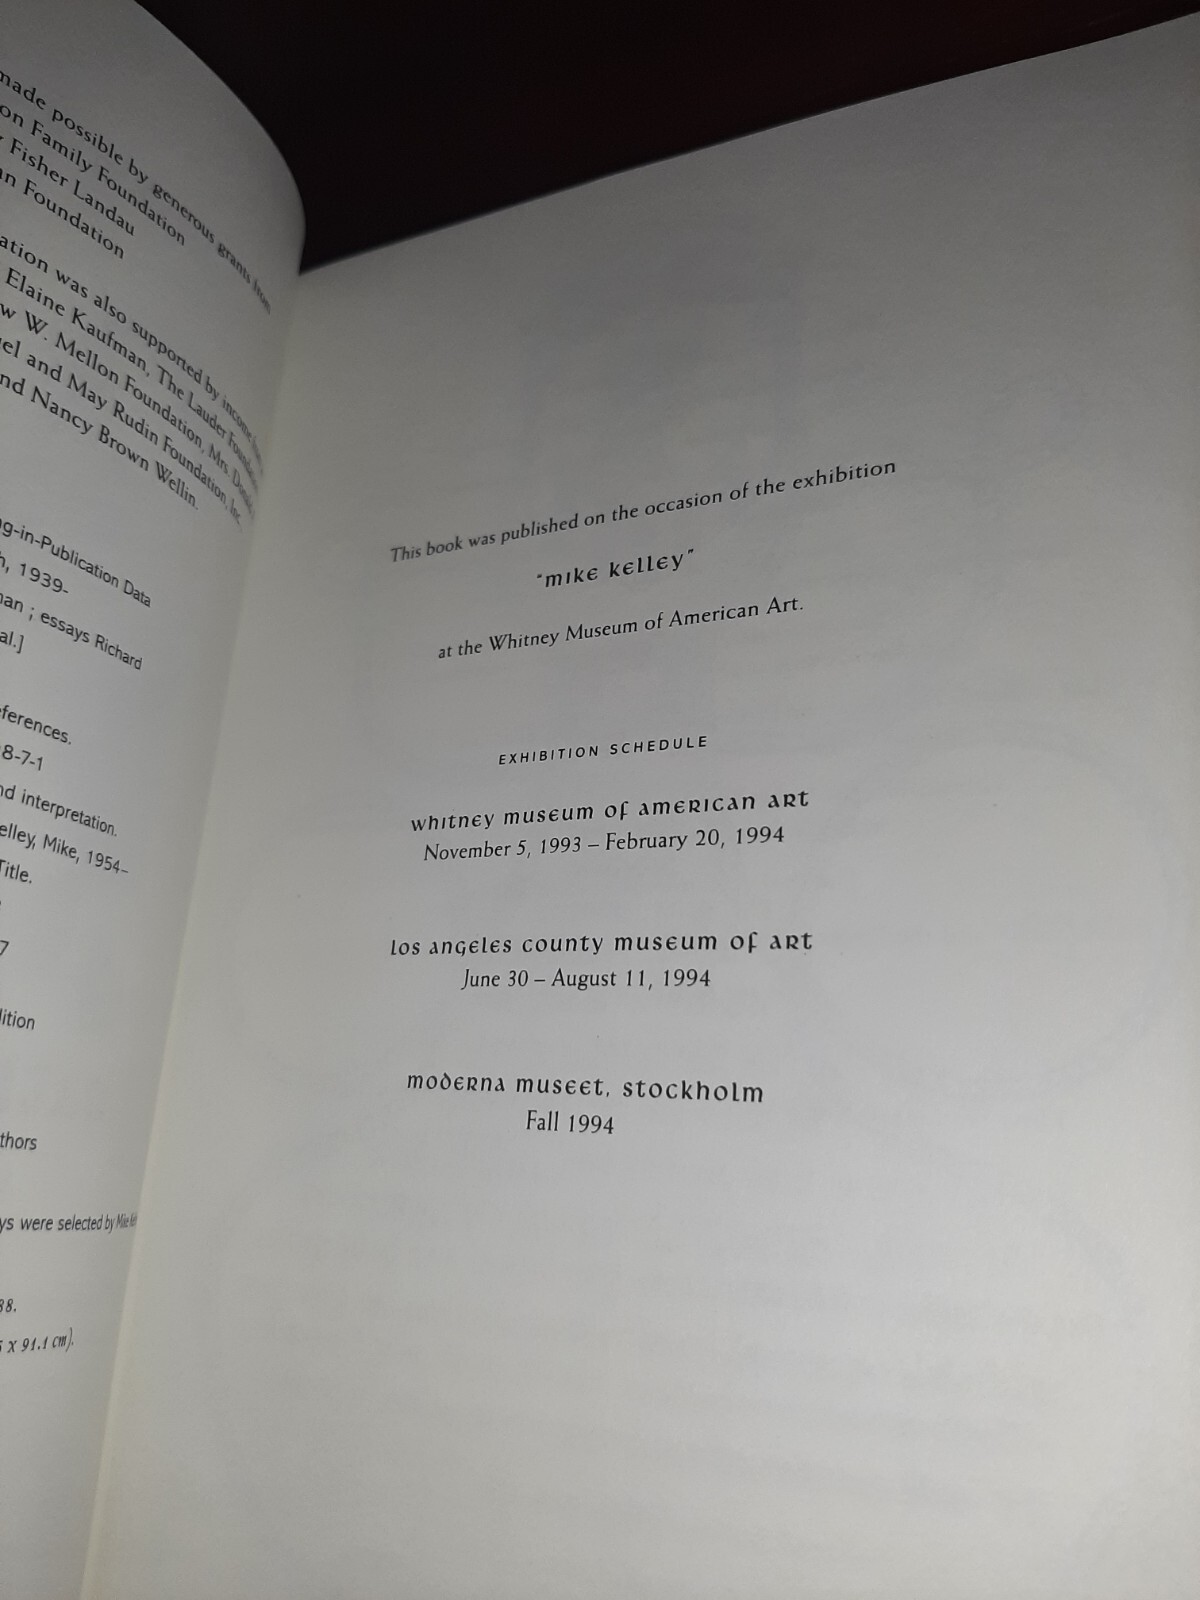 made possible by generous grants from
on Family Foundation
Fisher Landau
n Foundation
ation was also supported by income
Elaine Kaufman, The Lauder Foundation
w W. Mellon Foundation, Mrs. Donald
el and May Rudin Foundation, Inc.
nd Nancy Brown Wellin.
g-in-Publication Data
h, 1939-
nan ; essays Richard
al.]
ferences.
8-7-1
nd interpretation.
elley, Mike, 1954–
Title.
7
lition
thors
ys were selected by Mike
38.
x 91.1 cm).
This book was published on the occasion of the exhibition
"mike kelley"
at the Whitney Museum of American Art.
EXHIBITION SCHEDULE
whitney museum of american art
November 5, 1993 – February 20, 1994
los angeles county museum of art
June 30 – August 11, 1994
moderna museet, stockholm
Fall 1994